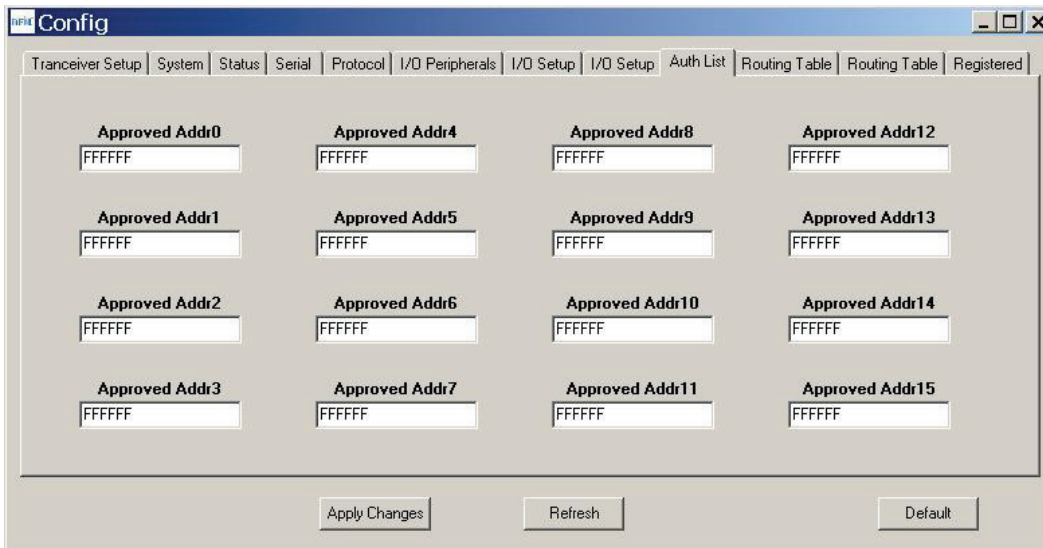 Config
Tranceiver Setup System Status Serial Protocol I/O Peripherals I/O Setup I/O Setup Auth List Routing Table Routing Table Registered
Approved Addr0 Approved Addr4 Approved Addr8 Approved Addr12
FFFFFF FFFFFF FFFFFF FFFFFF
Approved Addr1 Approved Addr5 Approved Addr9 Approved Addr13
FFFFFF FFFFFF FFFFFF FFFFFF
Approved Addr2 Approved Addr6 Approved Addr10 Approved Addr14
FFFFFF FFFFFF FFFFFF FFFFFF
Approved Addr3 Approved Addr7 Approved Addr11 Approved Addr15
FFFFFF FFFFFF FFFFFF FFFFFF
Apply Changes Refresh Default